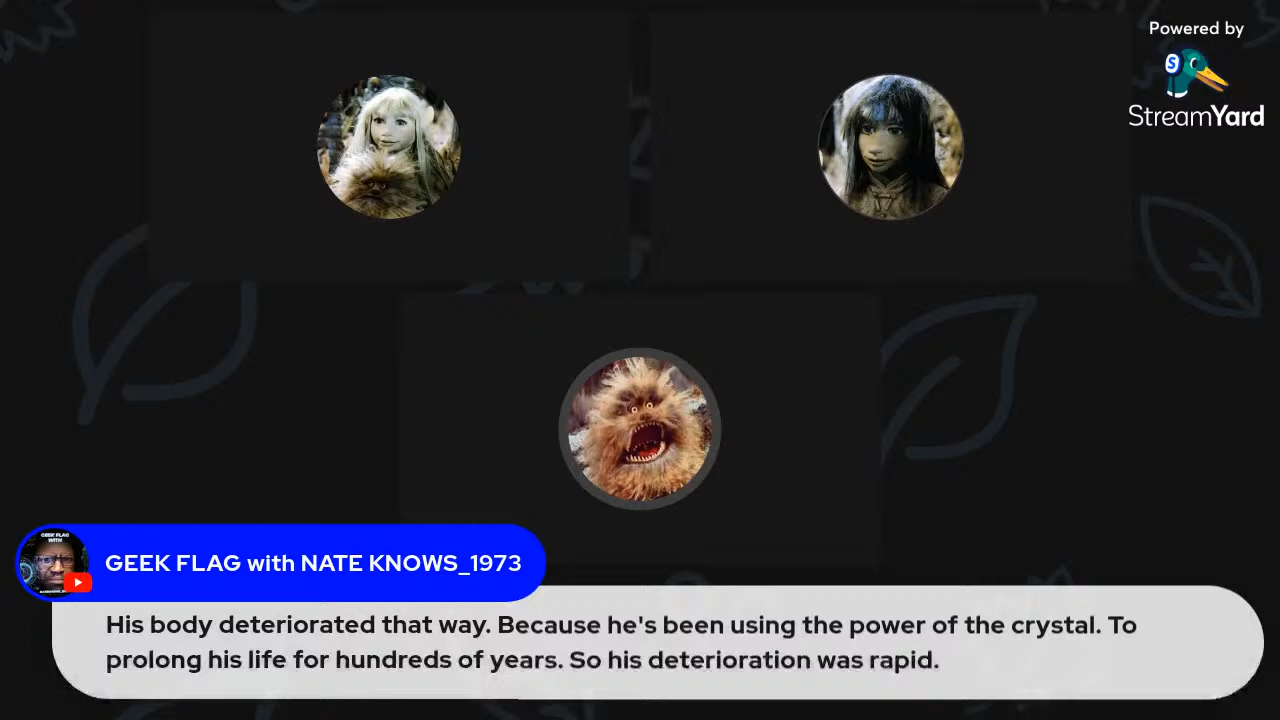 Powered by
StreamYard
GEEK FLAG with NATE KNOWS_1973
His body deteriorated that way. Because he's been using the power of the crystal. To
prolong his life for hundreds of years. So his deterioration was rapid.